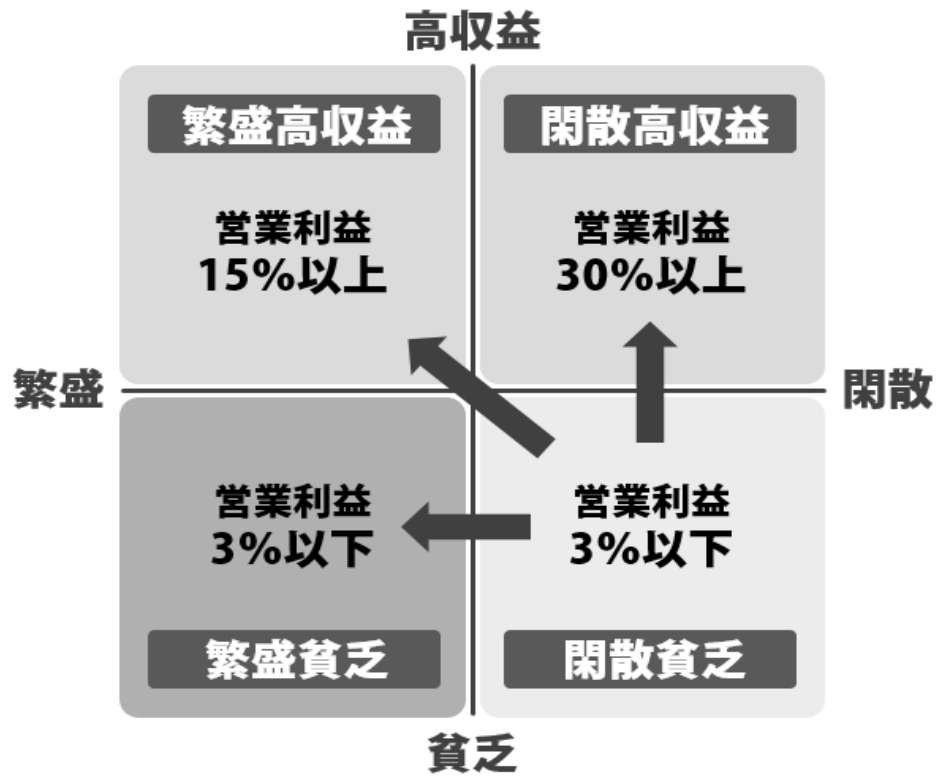 高収益
繁盛高収益
営業利益
15%以上
閑散高収益
営業利益
30%以上
繁盛
閑散
営業利益
3%以下
繁盛貧乏
営業利益
3%以下
閑散貧乏
貧乏